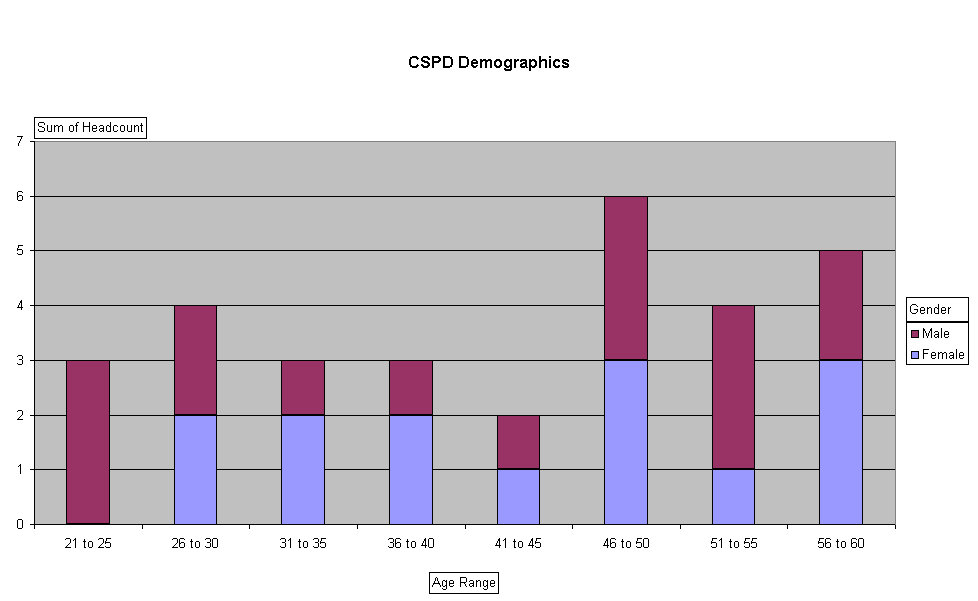 CSPD Demographics
Sum of Headcount
7
6
5
4
3
2
1
0
21 to 25 26 to 30 31 to 35 36 to 40 41 to 45 46 to 50 51 to 55 56 to 60
Age Range
Gender
Male
Female